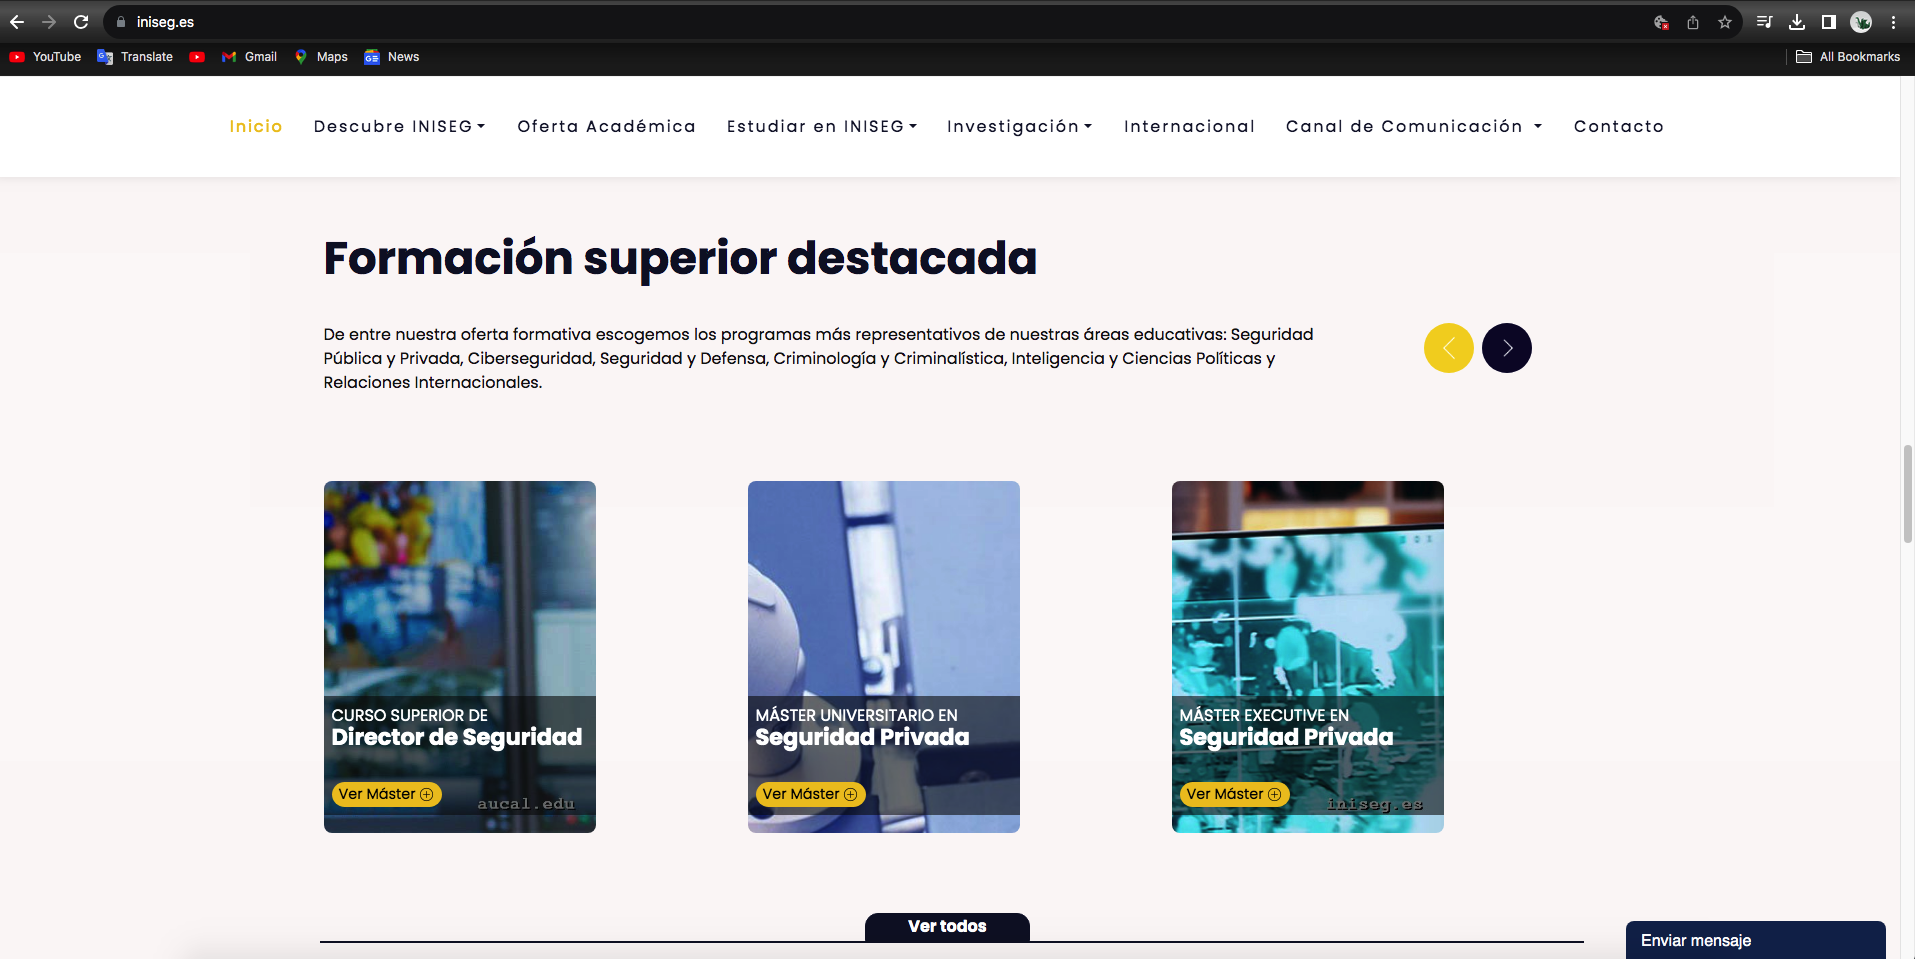 iniseg.es
YouTube
Translate
Gmail
Maps
News
All Bookmarks
Inicio
Descubre INISEG
Oferta Académica
Estudiar en INISEG
Investigación
Internacional
Canal de Comunicación
Contacto
Formación superior destacada
De entre nuestra oferta formativa escogemos los programas más representativos de nuestras áreas educativas: Seguridad
Pública y Privada, Ciberseguridad, Seguridad y Defensa, Criminología y Criminalística, Inteligencia y Ciencias Políticas y
Relaciones Internacionales.
CURSO SUPERIOR DE
Director de Seguridad
Ver Máster
aucal.edu
MÁSTER UNIVERSITARIO EN
Seguridad Privada
Ver Máster
MÁSTER EXECUTIVE EN
Seguridad Privada
Ver Máster
iniseg.es
Ver todos
Enviar mensaje